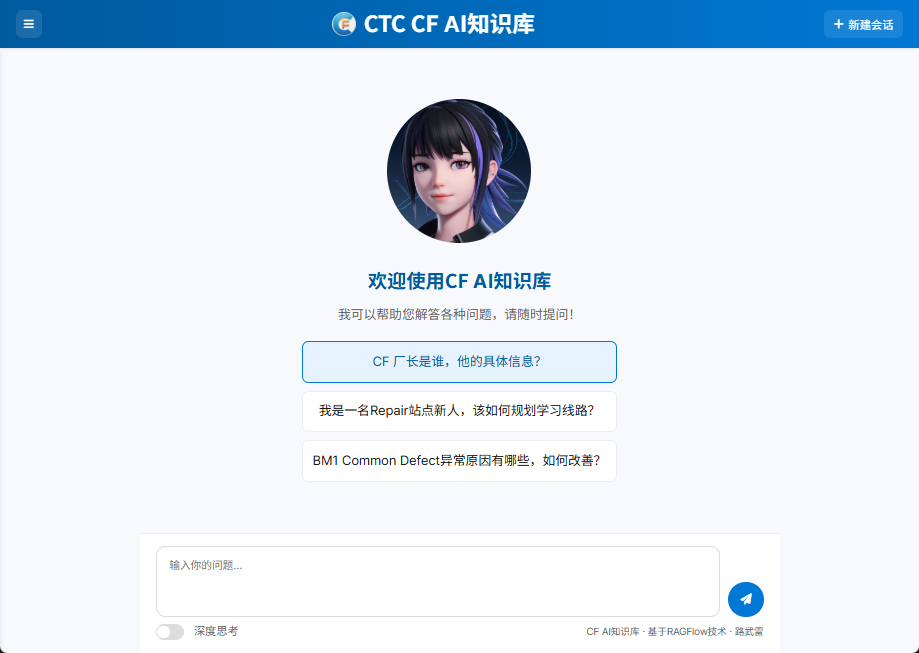 CTC CF AI知识库
新建会话
欢迎使用CF AI知识库
我可以帮助您解答各种问题，请随时提问！
CF 厂长是谁，他的具体信息？
我是一名Repair站点新人，该如何规划学习线路？
BM1 Common Defect异常原因有哪些，如何改善？
输入你的问题...
深度思考
CF AI知识库 · 基于RAGFlow技术 · 路武雷